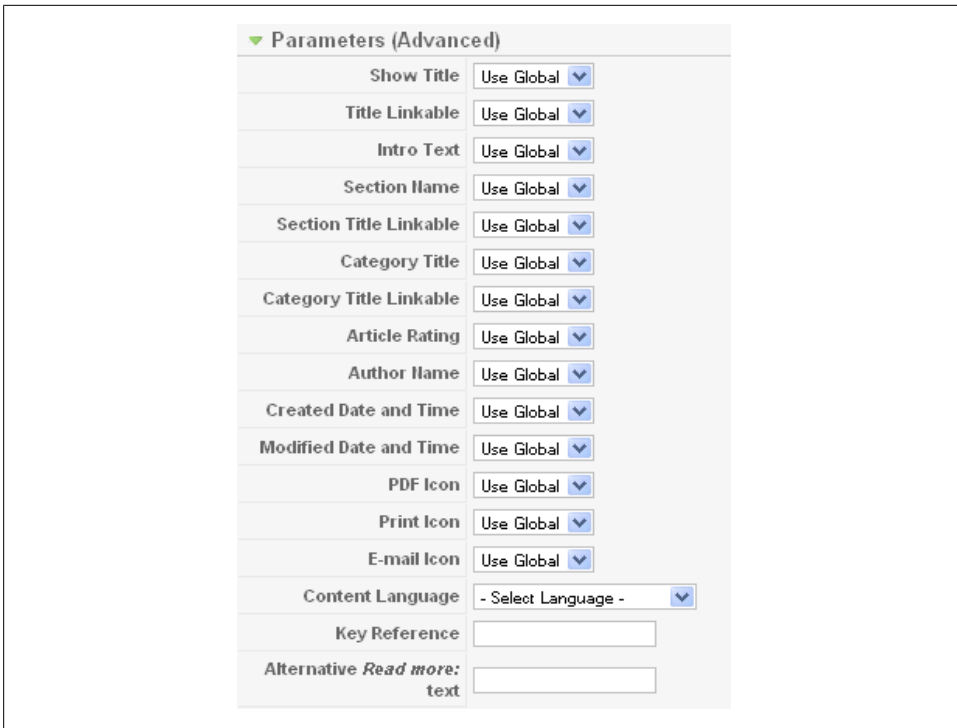 Parameters (Advanced)
Show Title Use Global
Title Linkable Use Global
Intro Text Use Global
Section Name Use Global
Section Title Linkable Use Global
Category Title Use Global
Category Title Linkable Use Global
Article Rating Use Global
Author Name Use Global
Created Date and Time Use Global
Modified Date and Time Use Global
PDF Icon Use Global
Print Icon Use Global
E-mail Icon Use Global
Content Language - Select Language -
Key Reference
Alternative Read more:
text